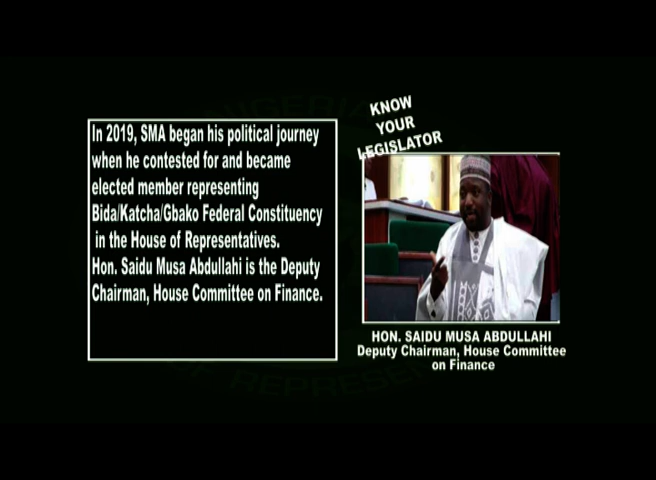 In 2019, SMA began his political journey
when he contested for and became
elected member representing
Bida/Katcha/Gbako Federal Constituency
in the House of Representatives.
Hon. Saidu Musa Abdullahi is the Deputy
Chairman, House Committee on Finance.
KNOW
YOUR
LEGISLATOR
HON. SAIDU MUSA ABDULLAHI
Deputy Chairman, House Committee
on Finance